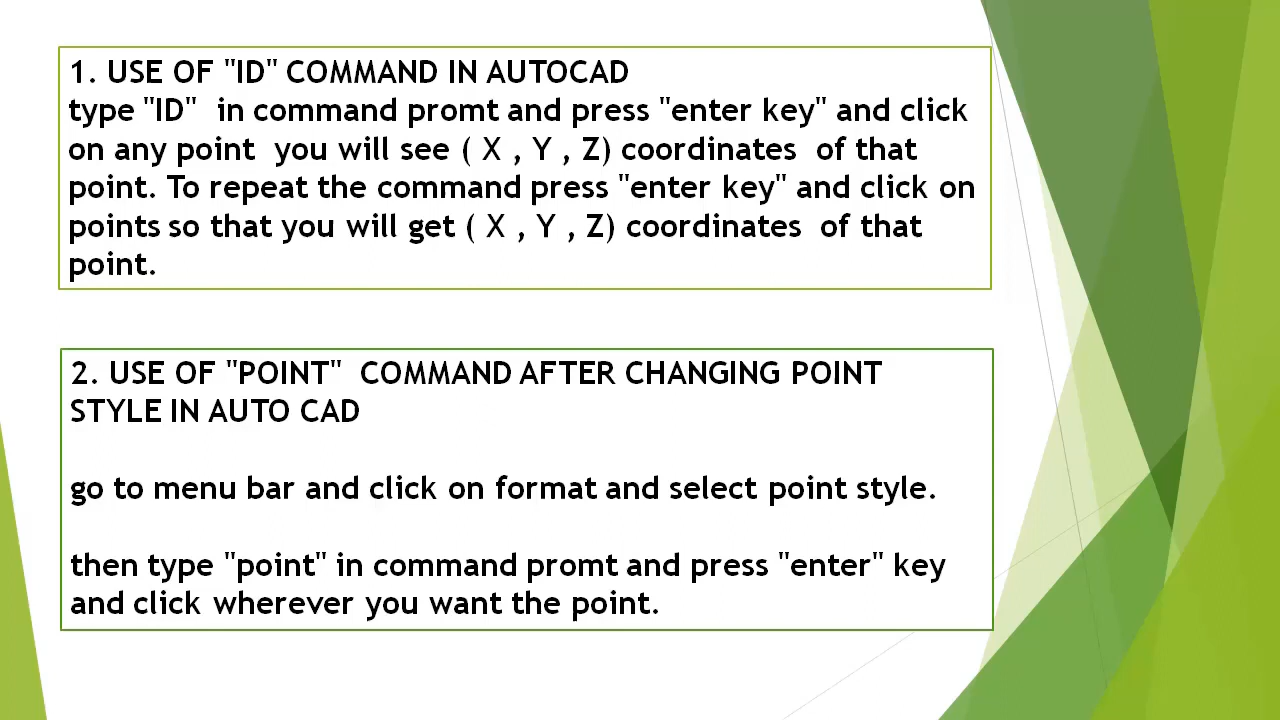 1. USE OF "ID" COMMAND IN AUTOCAD
type "ID"  in command promt and press "enter key" and click
on any point  you will see ( X , Y , Z) coordinates  of that
point. To repeat the command press "enter key" and click on
points so that you will get ( X , Y , Z) coordinates  of that
point.
2. USE OF "POINT"  COMMAND AFTER CHANGING POINT
STYLE IN AUTO CAD
go to menu bar and click on format and select point style.
then type "point" in command promt and press "enter" key
and click wherever you want the point.